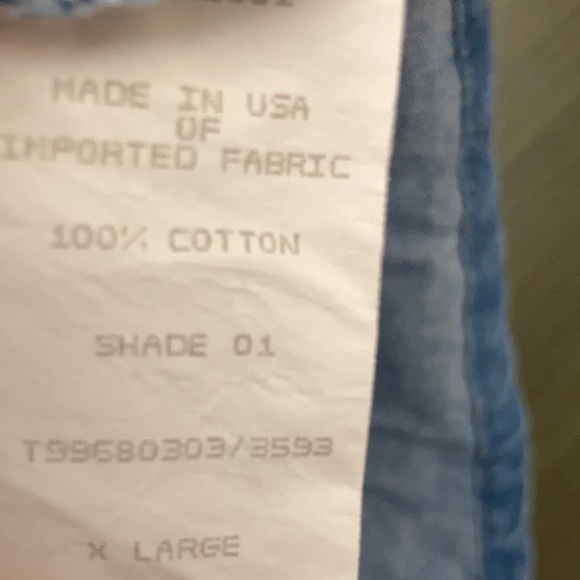 MADE IN USA
OF
IMPORTED FABRIC
100% COTTON
SHADE 01
T99680303/3593
X LARGE